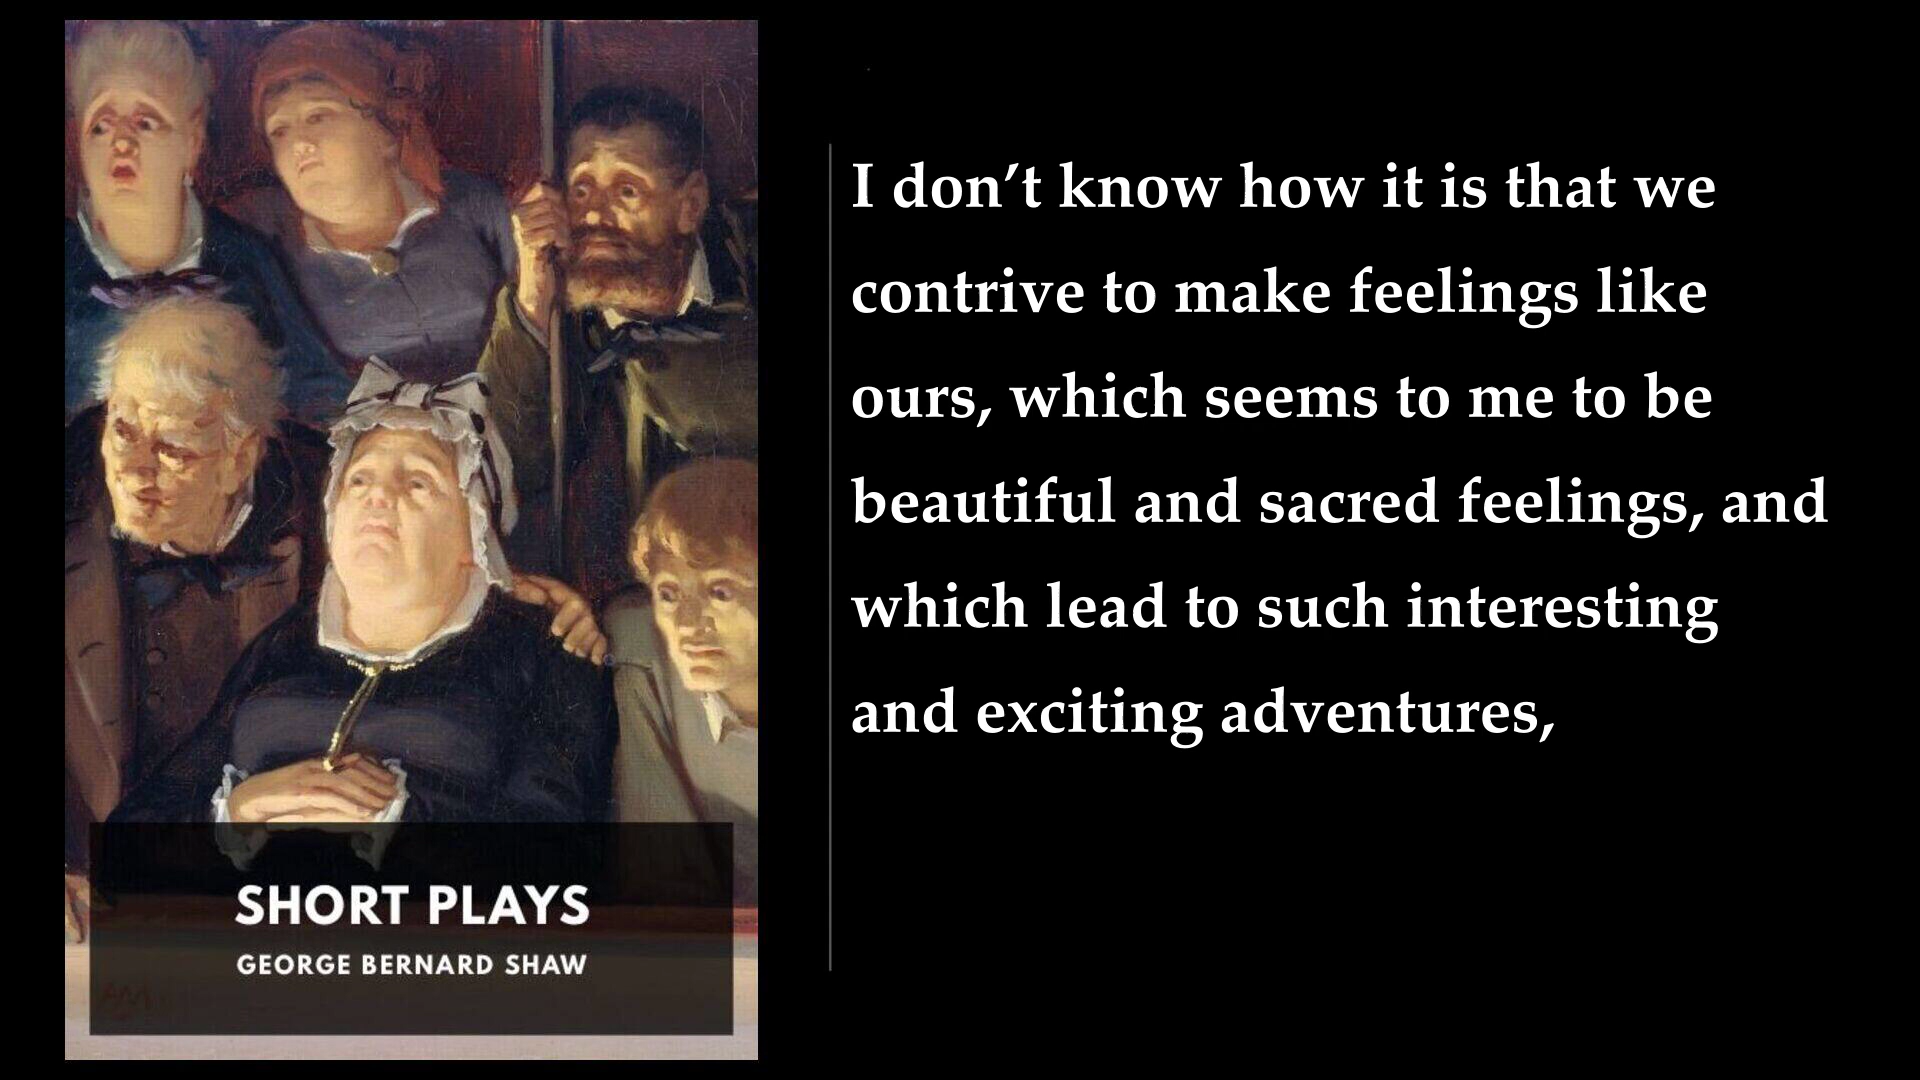 I don’t know how it is that we
contrive to make feelings like
ours, which seems to me to be
beautiful and sacred feelings, and
which lead to such interesting
and exciting adventures,
SHORT PLAYS
GEORGE BERNARD SHAW